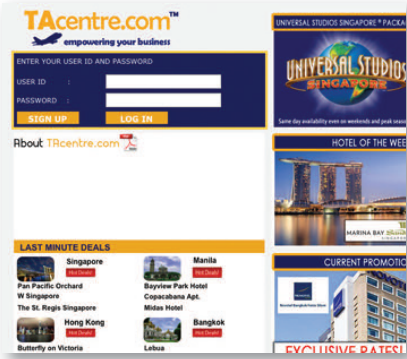 TAcentre.com™
empowering your business
ENTER YOUR USER ID AND PASSWORD
USER ID :
PASSWORD :
SIGN UP LOG IN
About TAcentre.com
LAST MINUTE DEALS
Singapore
Hot Deals!
Pan Pacific Orchard
W Singapore
The St. Regis Singapore
Manila
Hot Deals!
Bayview Park Hotel
Copacabana Apt.
Midas Hotel
Hong Kong
Hot Deals!
Butterfly on Victoria
Bangkok
Hot Deals!
Lebua
UNIVERSAL STUDIOS SINGAPORE ® PACKA
UNIVERSAL STUDIOS
SINGAPORE
Same day availability even on weekends and peak seaso
HOTEL OF THE WEE
MARINA BAY
CURRENT PROMOTIO
EXCLUSIVE RATES!